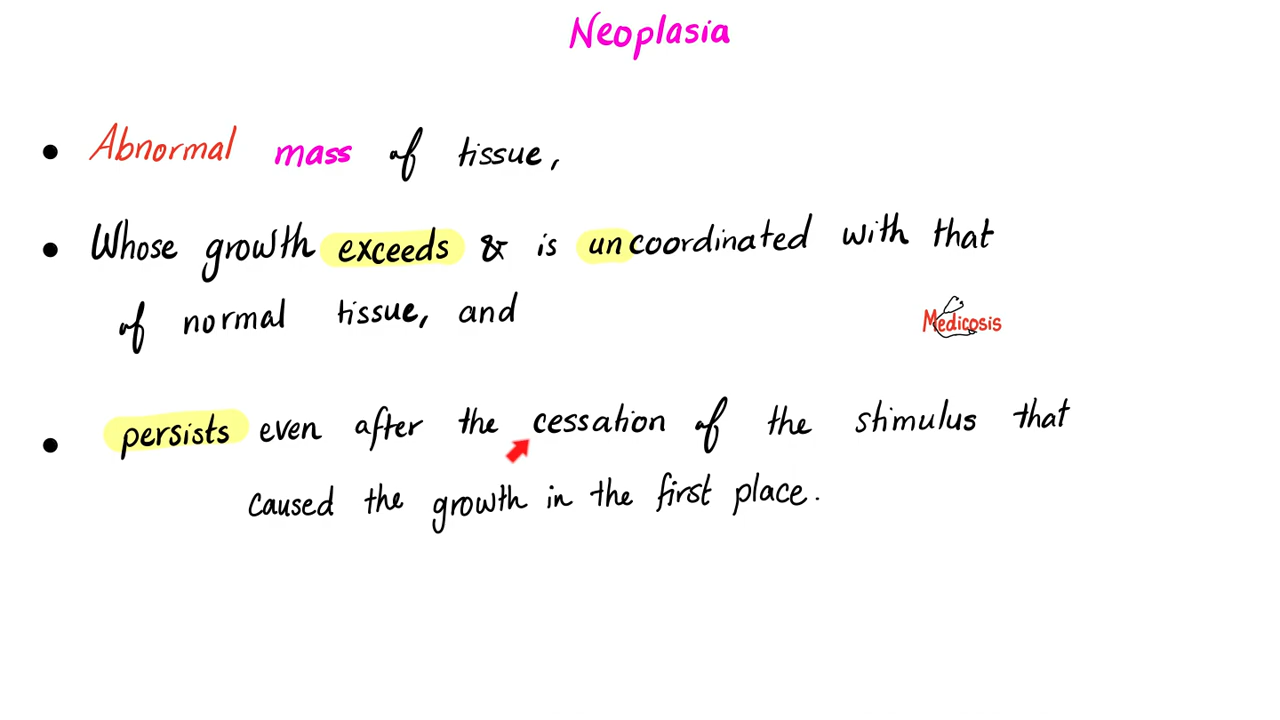 Neoplasia
• Abnormal mass of tissue,
• Whose growth exceeds & is uncoordinated with that
of normal tissue, and
Medicosis
• persists even after the cessation of the stimulus that
caused the growth in the first place.